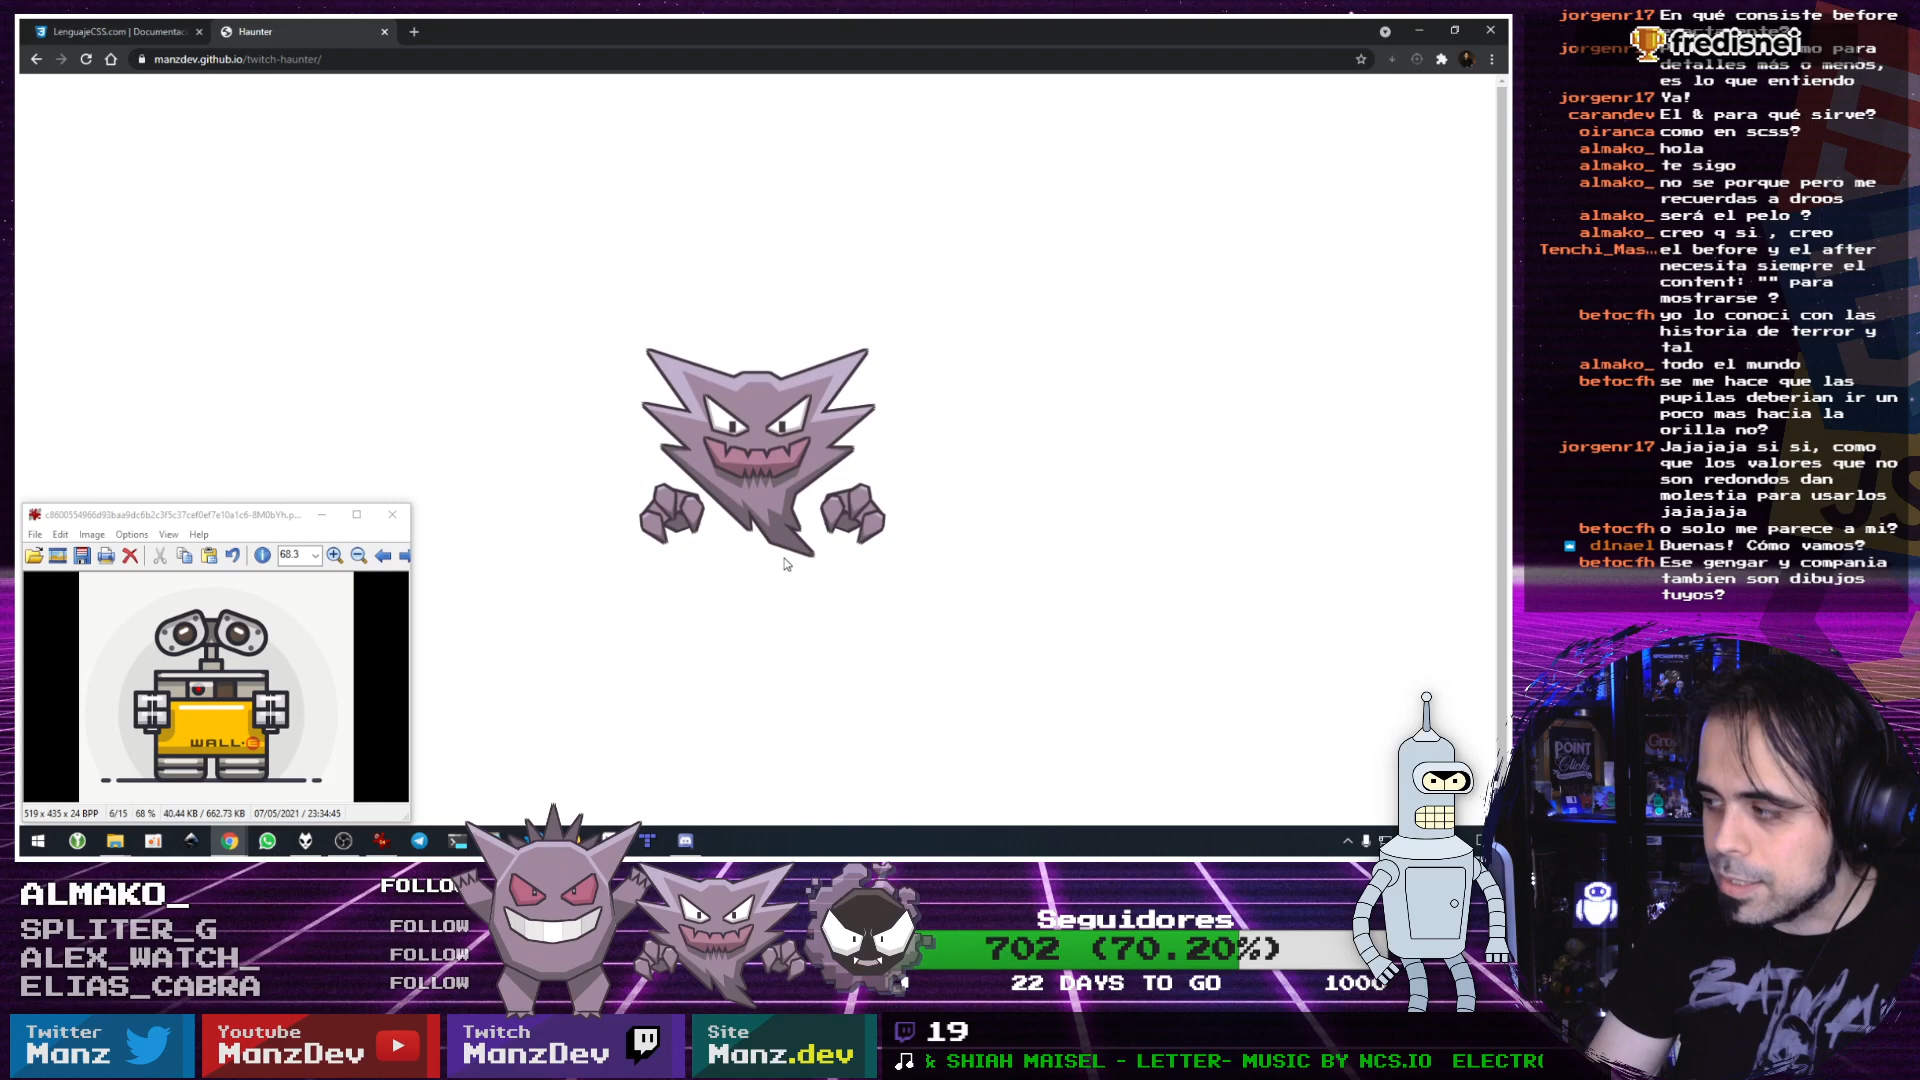 LenguajeCSS.com | Documentac
Haunter
manzdev.github.io/twitch-haunter/
c8600554966d93baa9dc6b2c3f5c37cef0ef7e10a1c6-8M0bYh.p...
File Edit Image Options View Help
68.3
WALL·E
519 x 435 x 24 BPP 6/15 68 % 40.44 KB / 662.73 KB 07/05/2021 / 23:34:45
fredisnei
jorgenr17 En qué consiste before
detalles más o menos,
es lo que entiendo
jorgenr17 Ya!
carandev El & para qué sirve?
oiranca como en scss?
almako_ hola
almako_ te sigo
almako_ no se porque pero me
recuerdas a droos
almako_ será el pelo ?
almako_ creo q si , creo
Tenchi_Mas… el before y el after
necesita siempre el
content: "" para
mostrarse ?
betocfh yo lo conoci con las
historia de terror y
tal
almako_ todo el mundo
betocfh se me hace que las
pupilas deberian ir un
poco mas hacia la
orilla no?
jorgenr17 Jajajaja si si, como
que los valores que no
son redondos dan
molestia para usarlos
jajajaja
betocfh o solo me parece a mi?
d1nael Buenas! Cómo vamos?
betocfh Ese gengar y compania
tambien son dibujos
tuyos?
POINT
Click
ALMAKO_ FOLLO
SPLITER_G FOLLOW
ALEX_WATCH_ FOLLOW
ELIAS_CABRA FOLLOW
Seguidores
702 (70.20%)
22 DAYS TO GO 1000
Twitter
Manz
Youtube
ManzDev
Twitch
ManzDev
Site
Manz.dev
19
SHIAH MAISEL - LETTER- MUSIC BY NCS.IO ELECTR